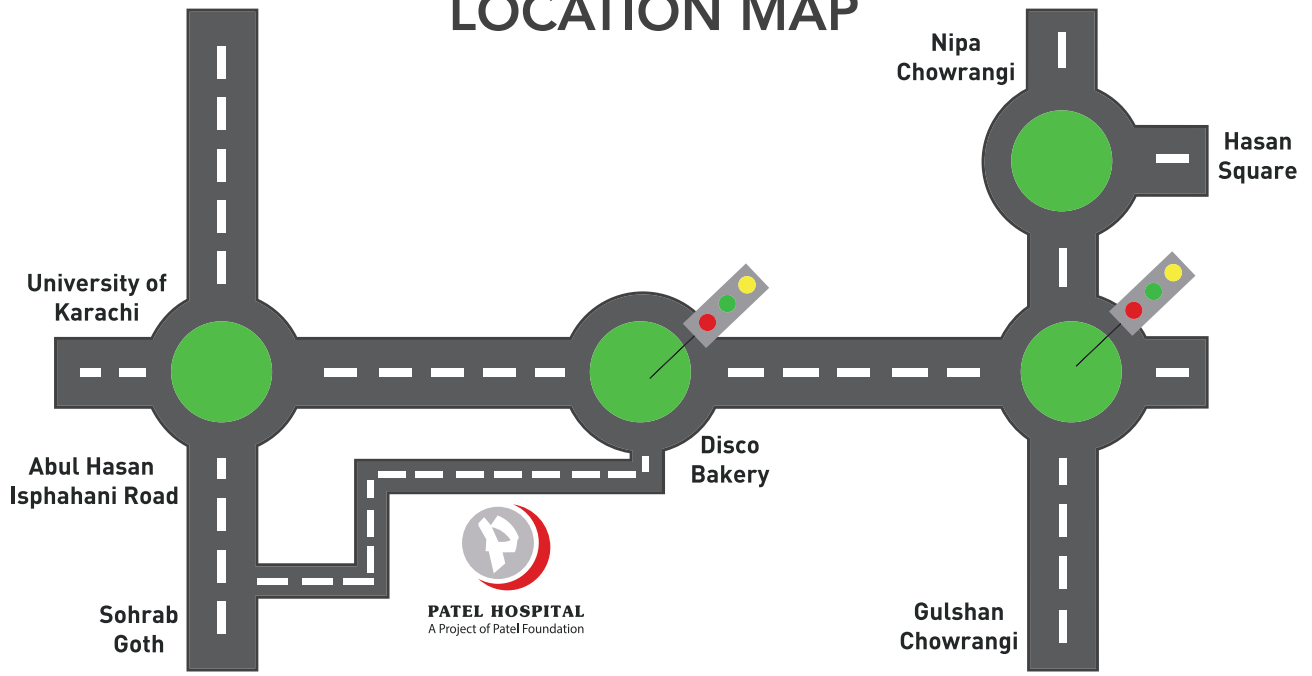 LOCATION MAP
Nipa
Chowrangi
Hasan
Square
University of
Karachi
Disco
Bakery
Abul Hasan
Isphahani Road
PATEL HOSPITAL
A Project of Patel Foundation
Sohrab
Goth
Gulshan
Chowrangi